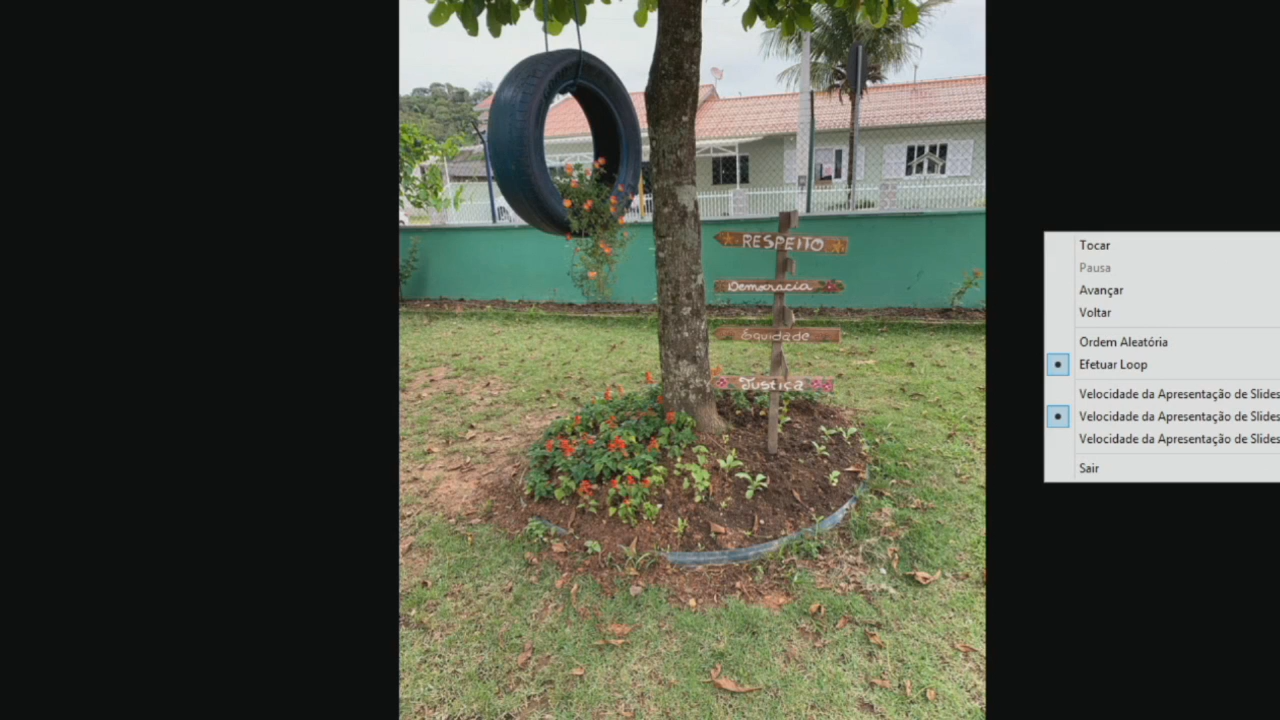 RESPEITO
Democracia
Equidade
Justiça
Tocar
Pausa
Avançar
Voltar
Ordem Aleatória
Efetuar Loop
Velocidade da Apresentação de Slides
Velocidade da Apresentação de Slides
Velocidade da Apresentação de Slides
Sair